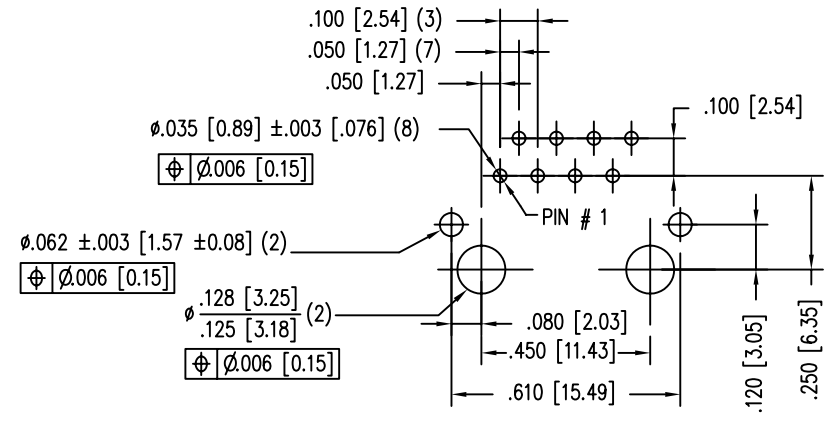 .100 [2.54] (3)
.050 [1.27] (7)
.050 [1.27]
.100 [2.54]
ø.035 [0.89] ±.003 [.076] (8)
⌖ Ø.006 [0.15]
PIN # 1
ø.062 ±.003 [1.57 ±0.08] (2)
⌖ Ø.006 [0.15]
ø .128 [3.25]
.125 [3.18] (2)
⌖ Ø.006 [0.15]
.080 [2.03]
.450 [11.43]
.610 [15.49]
.120 [3.05]
.250 [6.35]